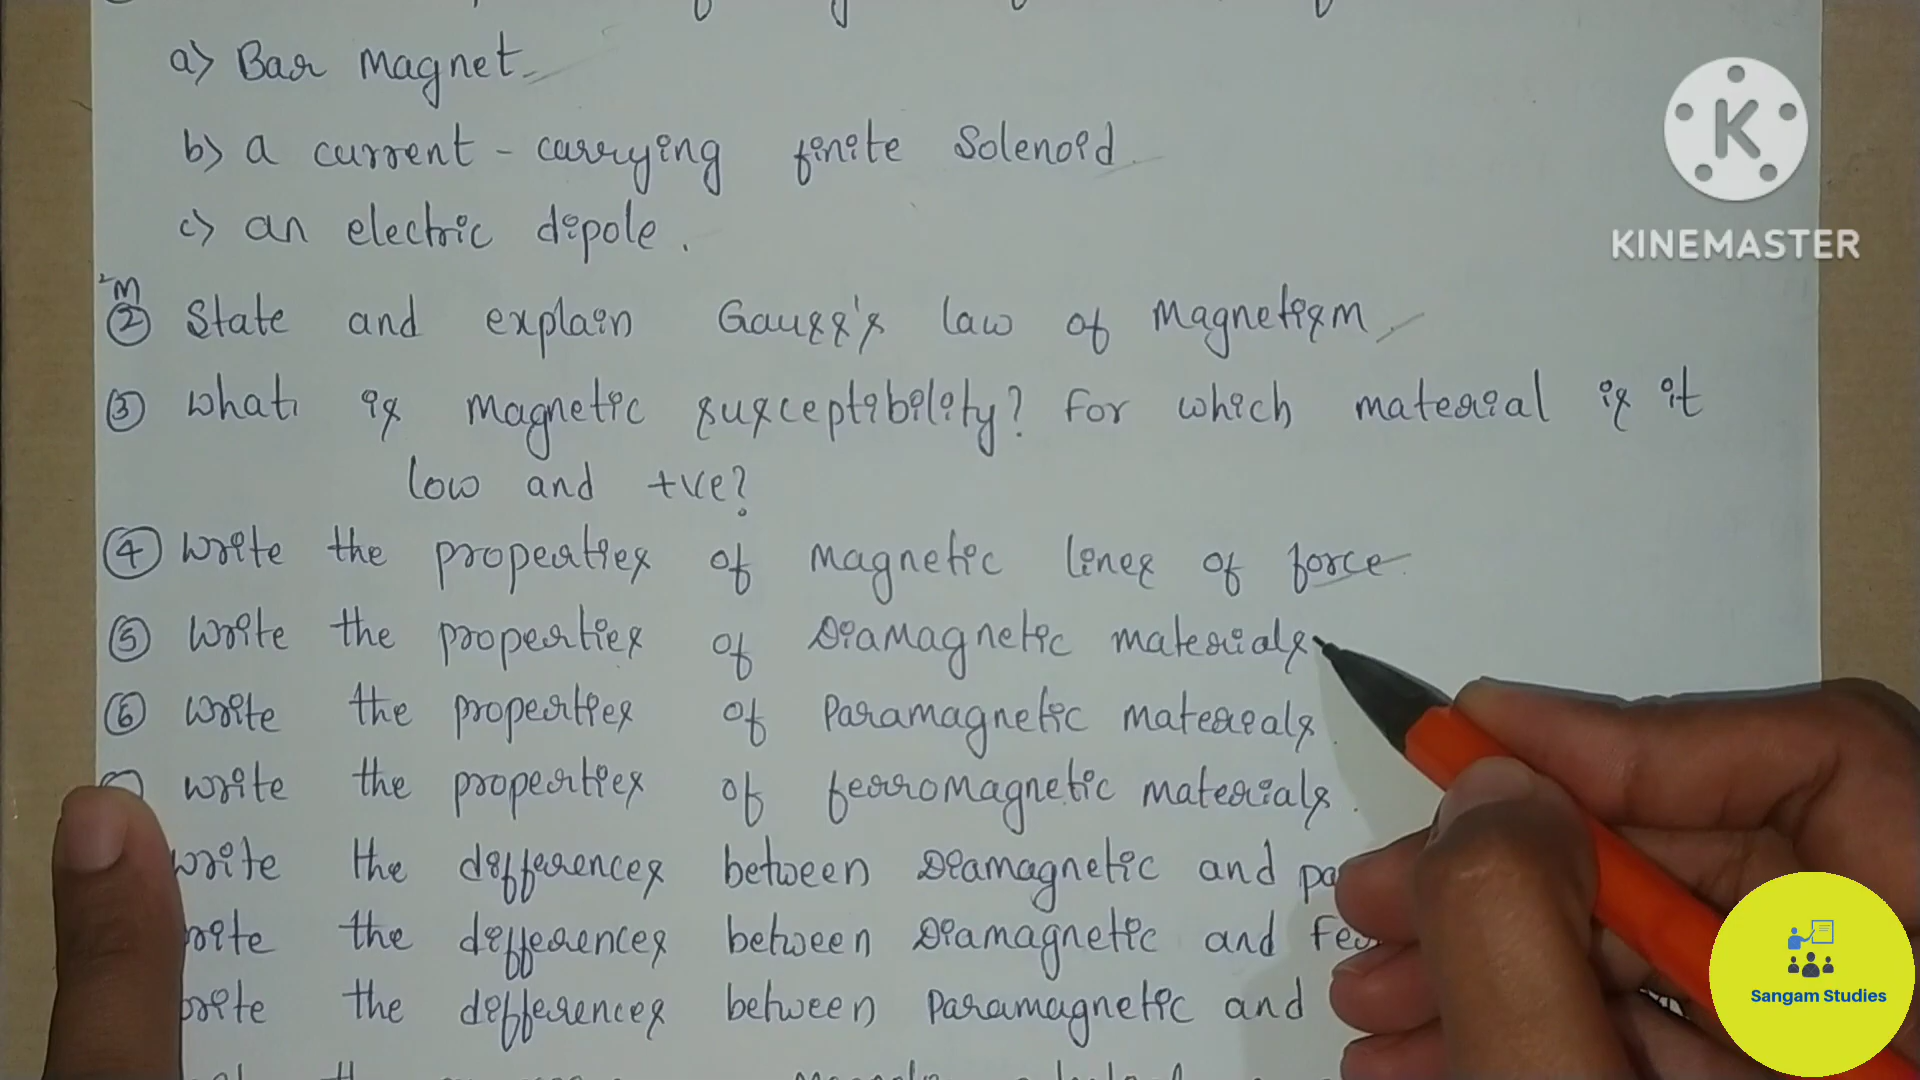 a) Bar Magnet.
b) a current - carrying finite Solenoid.
c) an electric dipole.
2M
② State and explain Gauss's law of Magnetism.
③ What is magnetic susceptibility? For which material is it
low and +ve?
④ Write the properties of magnetic lines of force.
⑤ Write the properties of Diamagnetic materials
⑥ Write the properties of Paramagnetic materials.
write the properties of ferromagnetic materials.
write the differences between Diamagnetic and
the differences between Diamagnetic and
the differences between Paramagnetic and
K
KINEMASTER
Sangam Studies